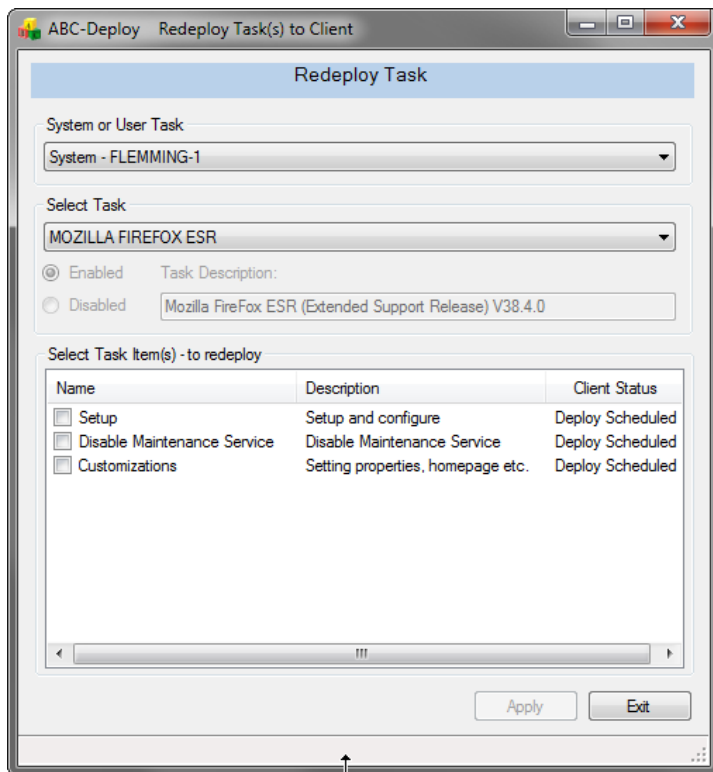 ABC-Deploy Redeploy Task(s) to Client
Redeploy Task
System or User Task
System - FLEMMING-1
Select Task
MOZILLA FIREFOX ESR
Enabled Task Description:
Disabled Mozilla FireFox ESR (Extended Support Release) V38.4.0
Select Task Item(s) - to redeploy
Name Description Client Status
Setup Setup and configure Deploy Scheduled
Disable Maintenance Service Disable Maintenance Service Deploy Scheduled
Customizations Setting properties, homepage etc. Deploy Scheduled
Apply Exit